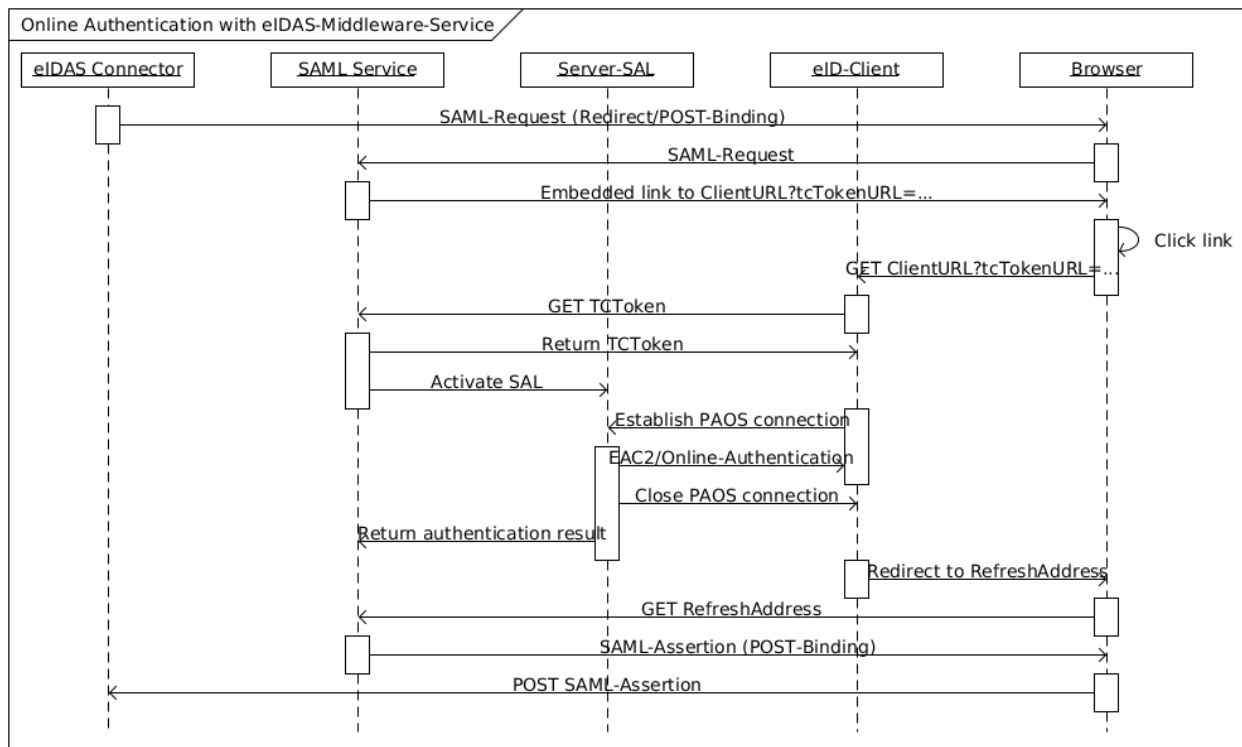 Online Authentication with eIDAS-Middleware-Service
eIDAS Connector
SAML Service
Server-SAL
eID-Client
Browser
SAML-Request (Redirect/POST-Binding)
SAML-Request
Embedded link to ClientURL?tcTokenURL=...
Click link
GET ClientURL?tcTokenURL=...
GET TCToken
Return TCToken
Activate SAL
Establish PAOS connection
EAC2/Online-Authentication
Close PAOS connection
Return authentication result
Redirect to RefreshAddress
GET RefreshAddress
SAML-Assertion (POST-Binding)
POST SAML-Assertion